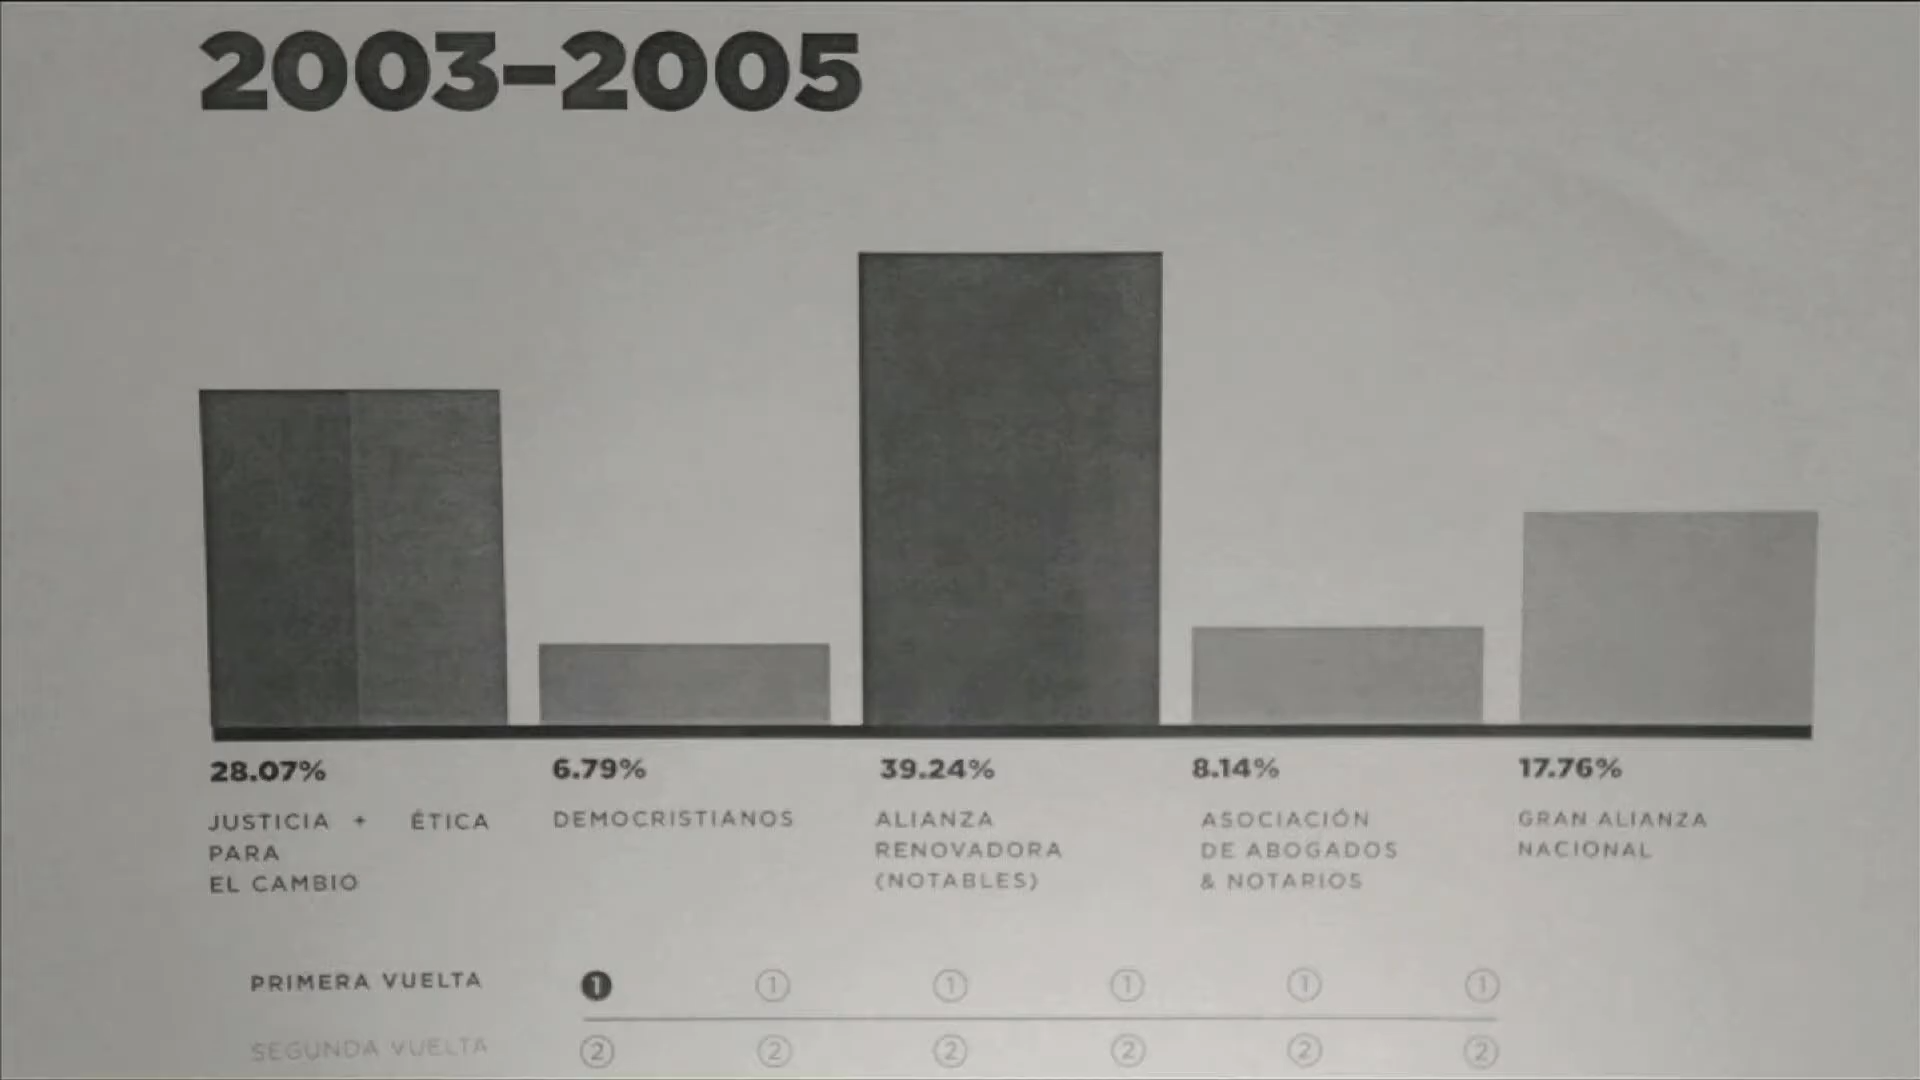 2003–2005
28.07%
6.79%
39.24%
8.14%
17.76%
JUSTICIA + ÉTICA
PARA
EL CAMBIO
DEMOCRISTIANOS
ALIANZA
RENOVADORA
(NOTABLES)
ASOCIACIÓN
DE ABOGADOS
& NOTARIOS
GRAN ALIANZA
NACIONAL
PRIMERA VUELTA 1 1 1 1 1 1
SEGUNDA VUELTA 2 2 2 2 2 2